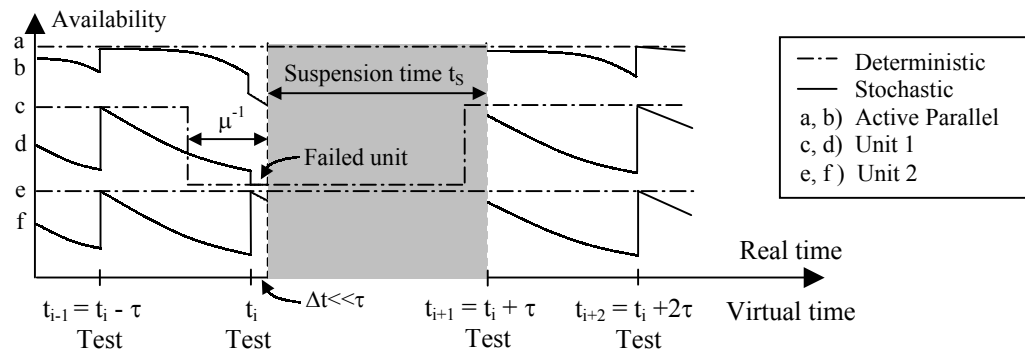 Availability
a
b
c
d
e
f
Suspension time tS
μ-1
Failed unit
Deterministic
Stochastic
a, b) Active Parallel
c, d) Unit 1
e, f ) Unit 2
Real time
Virtual time
ti-1 = ti - τ
Test
ti
Test
Δt<<τ
ti+1 = ti + τ
Test
ti+2 = ti +2τ
Test